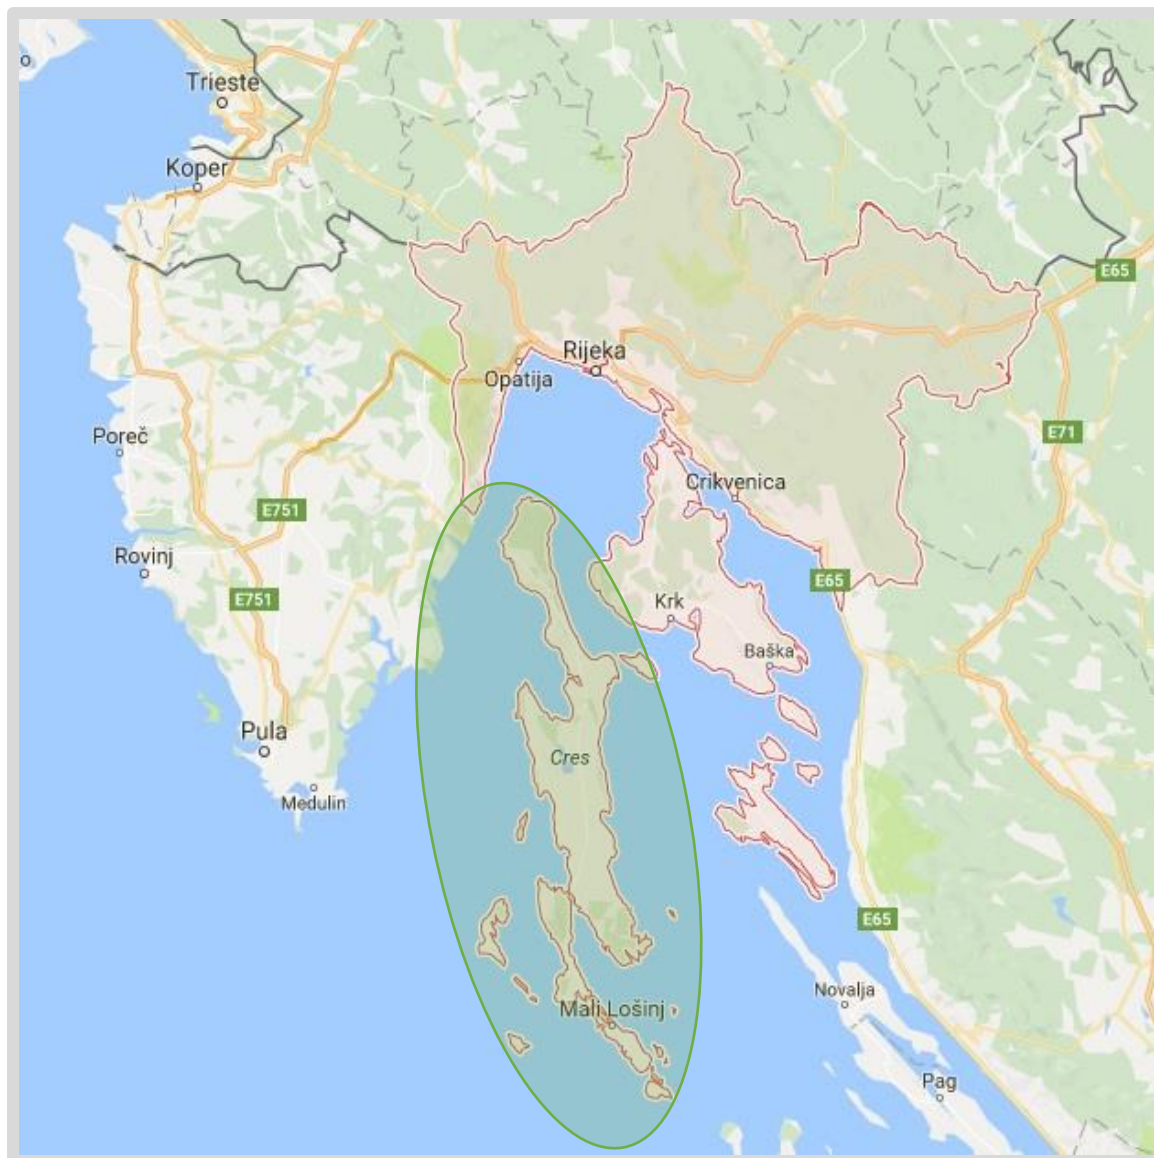 Trieste
Koper
E65
Rijeka
Opatija
Poreč
E71
Crikvenica
E751
Rovinj
E65
E751
Krk
Baška
Pula
Cres
Medulin
E65
Novalja
Mali Lošinj
Pag